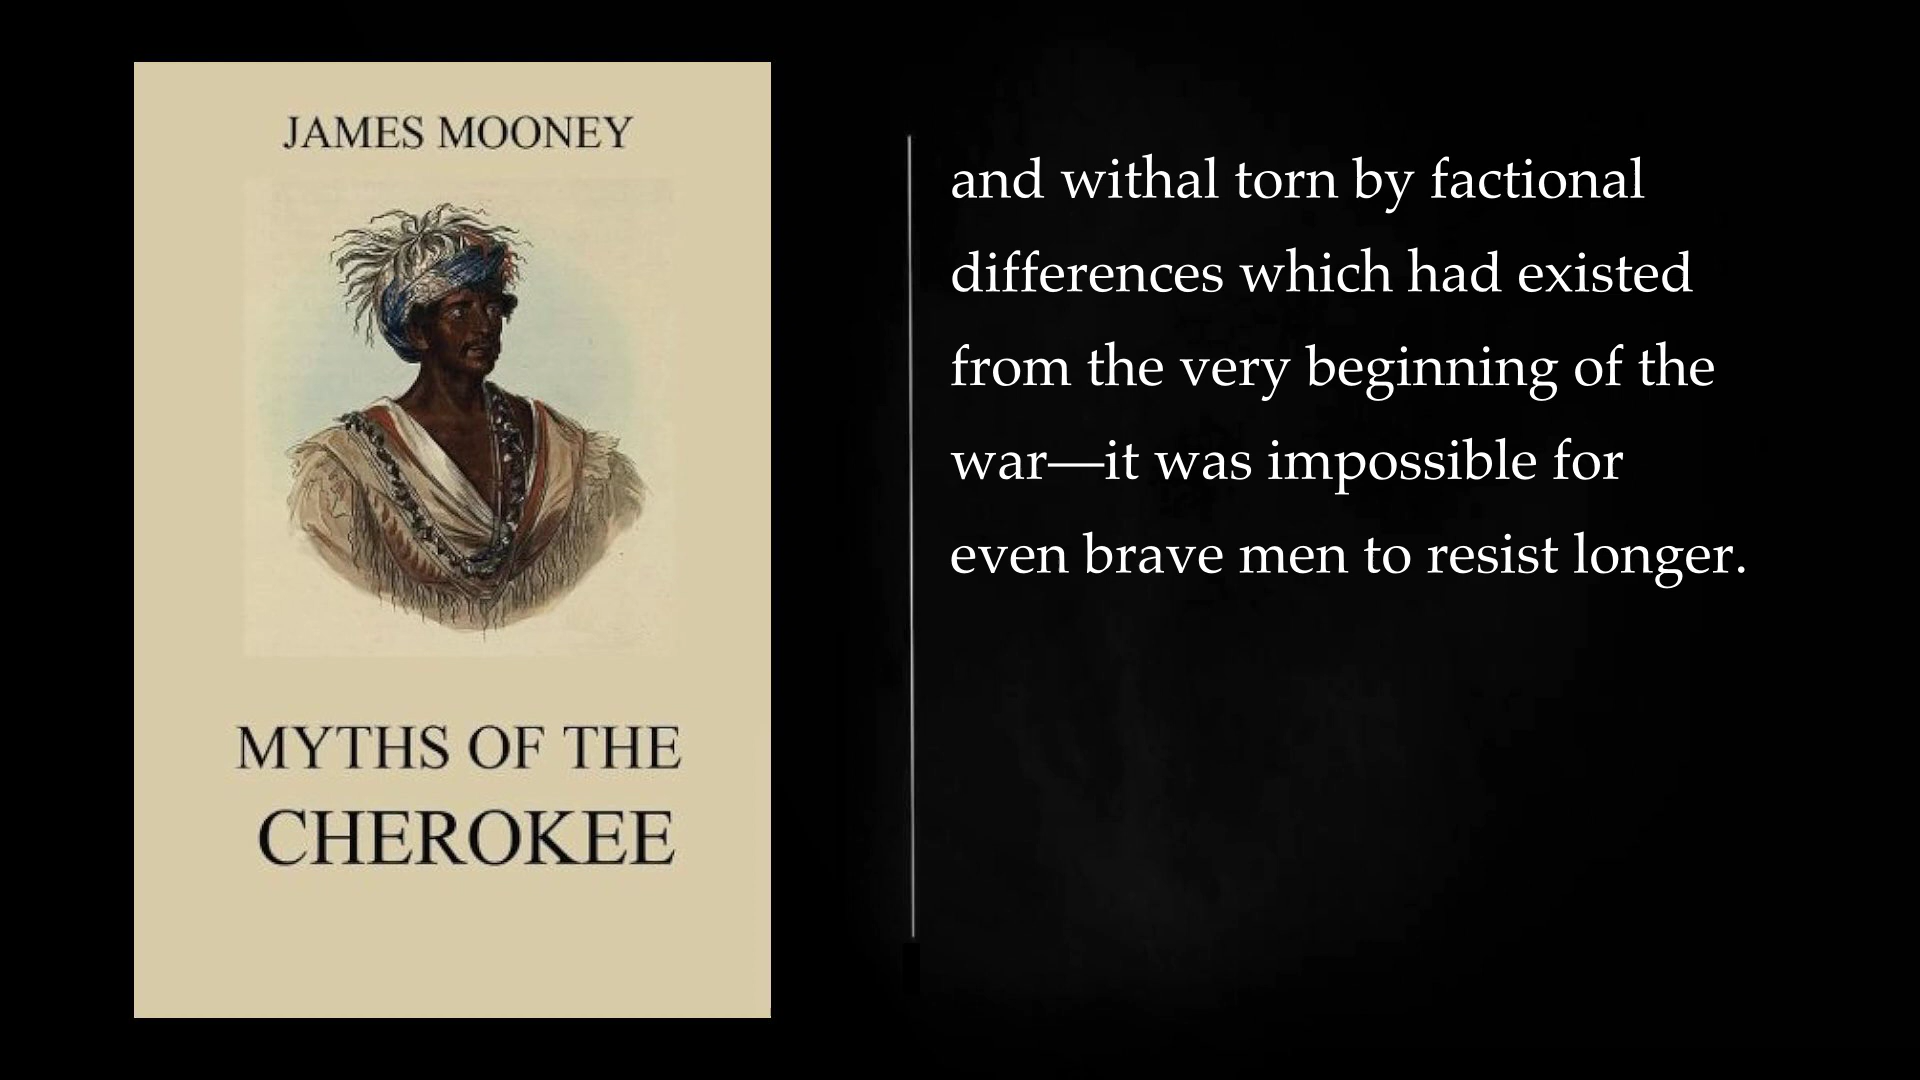 JAMES MOONEY
MYTHS OF THE
CHEROKEE
and withal torn by factional
differences which had existed
from the very beginning of the
war—it was impossible for
even brave men to resist longer.